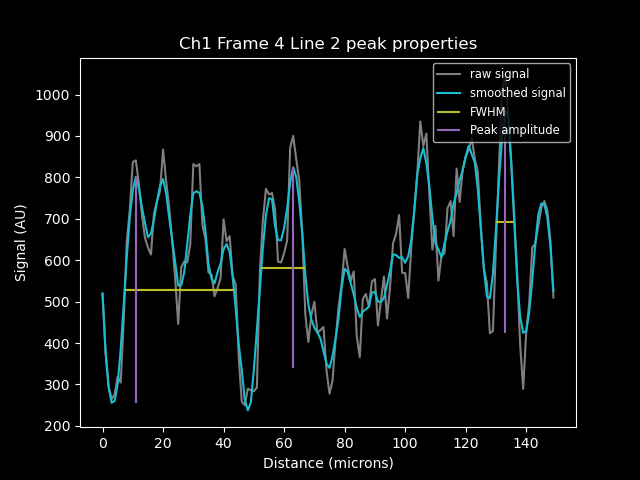 Ch1 Frame 4 Line 2 peak properties
raw signal
smoothed signal
FWHM
Peak amplitude
Signal (AU)
1000
900
800
700
600
500
400
300
200
0 20 40 60 80 100 120 140
Distance (microns)